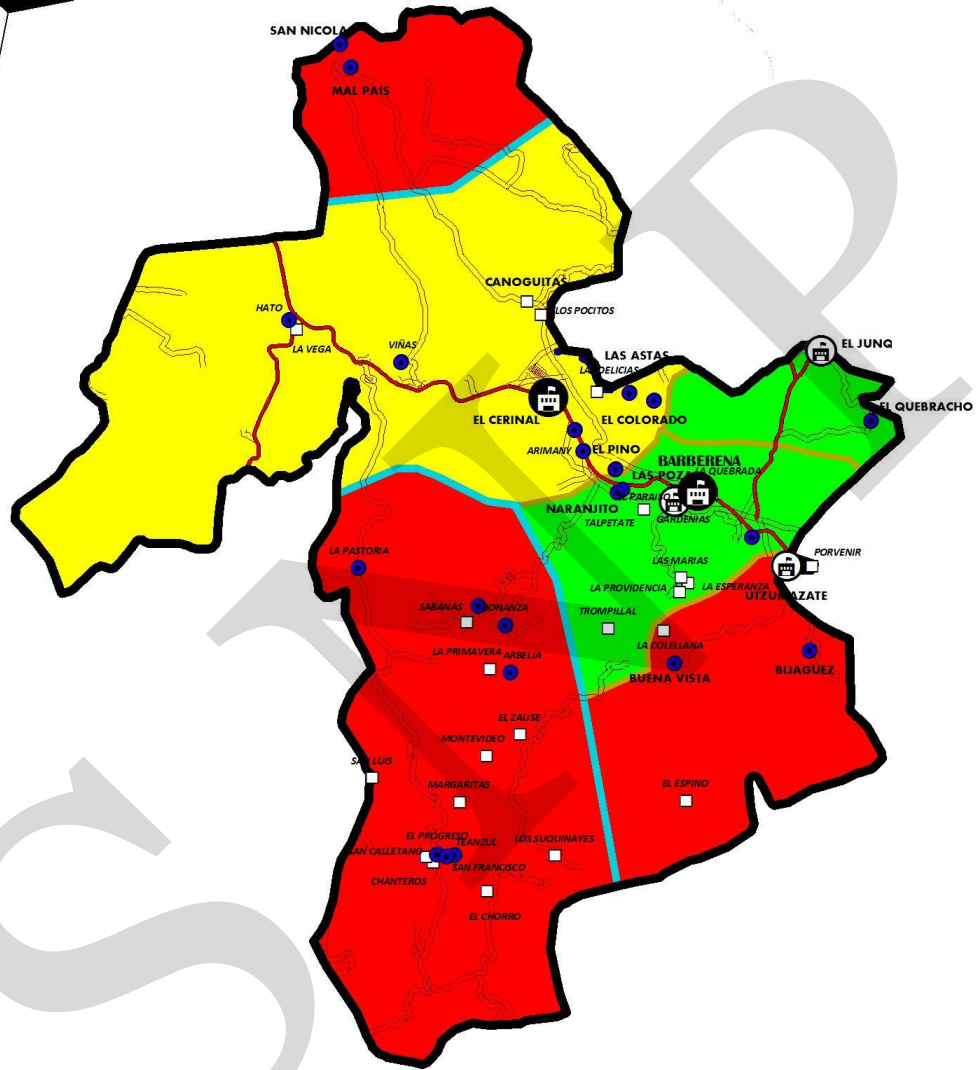 SAN NICOLA
MAL PAIS
CANOGUITAS
LOS POCITOS
HATO
LA VEGA
VIÑAS
LAS ASTAS
LAS DELICIAS
EL JUNQ
EL CERINAL
EL COLORADO
EL QUEBRACHO
ARIMANY
EL PINO
BARBERENA
LA QUEBRADA
LAS POZA
EL PARAISO
NARANJITO
TALPETATE
GARDENIAS
LA PASTORIA
PORVENIR
LAS MARIAS
LA PROVIDENCIA
LA ESPERANZA
UTZUMAZATE
SABANAS
BONANZA
TROMPILLAL
LA COLELLANA
LA PRIMAVERA
ARBELIA
BIJAGUEZ
BUENA VISTA
EL ZAUSE
MONTEVIDEO
SAN LUIS
MARGARITAS
EL ESPINO
EL PROGRESO
TEANZUL
LOS SUQUINAYES
SAN CALLETANO
SAN FRANCISCO
CHANTEROS
EL CHORRO
SNIP